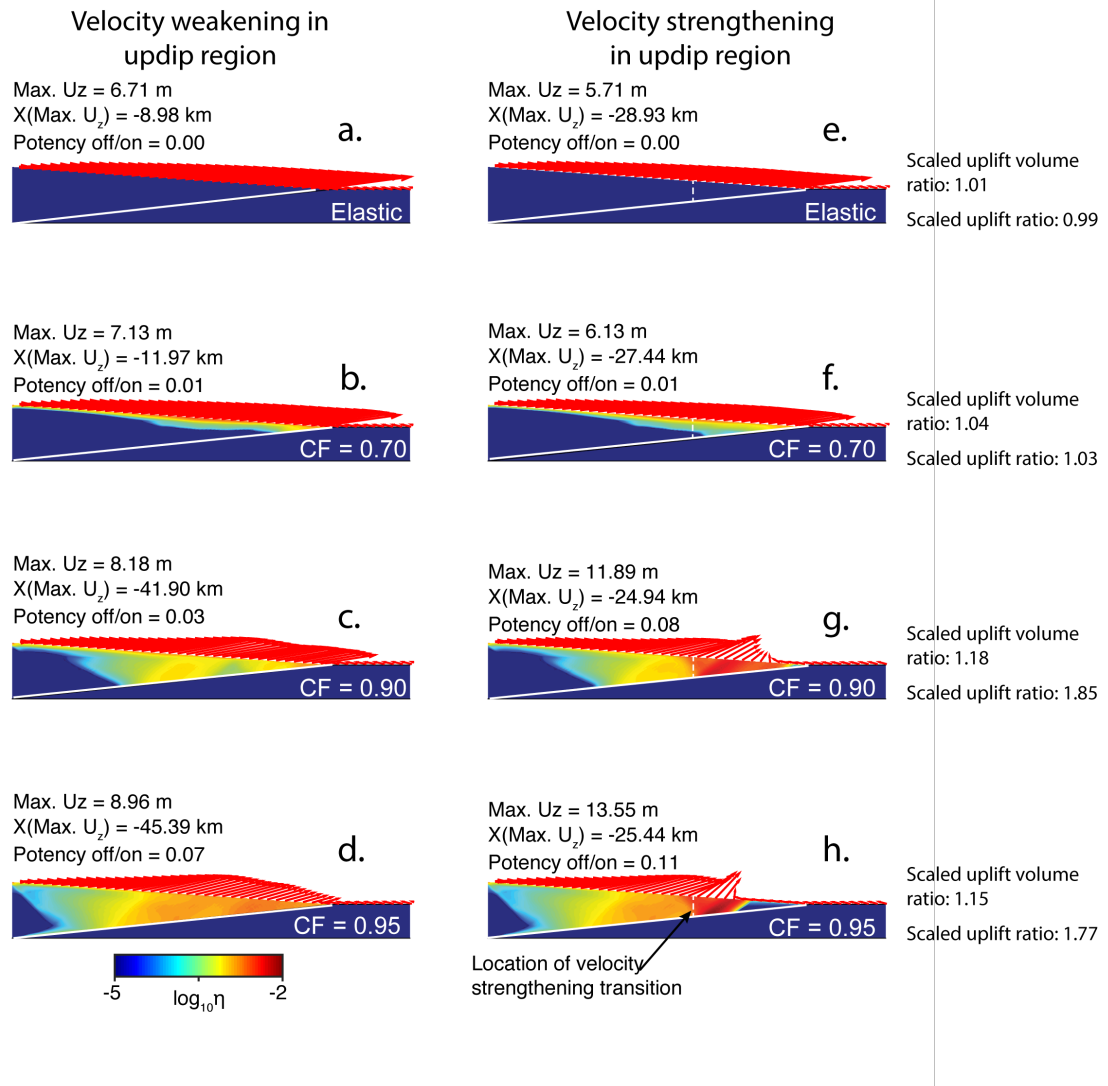 Velocity weakening in
updip region
Max. Uz = 6.71 m
X(Max. Uz) = -8.98 km
Potency off/on = 0.00
a.
Elastic
Max. Uz = 7.13 m
X(Max. Uz) = -11.97 km
Potency off/on = 0.01
b.
CF = 0.70
Max. Uz = 8.18 m
X(Max. Uz) = -41.90 km
Potency off/on = 0.03
c.
CF = 0.90
Max. Uz = 8.96 m
X(Max. Uz) = -45.39 km
Potency off/on = 0.07
d.
CF = 0.95
-5
log10η
-2
Velocity strengthening
in updip region
Max. Uz = 5.71 m
X(Max. Uz) = -28.93 km
Potency off/on = 0.00
e.
Elastic
Scaled uplift volume
ratio: 1.01
Scaled uplift ratio: 0.99
Max. Uz = 6.13 m
X(Max. Uz) = -27.44 km
Potency off/on = 0.01
f.
CF = 0.70
Scaled uplift volume
ratio: 1.04
Scaled uplift ratio: 1.03
Max. Uz = 11.89 m
X(Max. Uz) = -24.94 km
Potency off/on = 0.08
g.
CF = 0.90
Scaled uplift volume
ratio: 1.18
Scaled uplift ratio: 1.85
Max. Uz = 13.55 m
X(Max. Uz) = -25.44 km
Potency off/on = 0.11
h.
CF = 0.95
Scaled uplift volume
ratio: 1.15
Scaled uplift ratio: 1.77
Location of velocity
strengthening transition